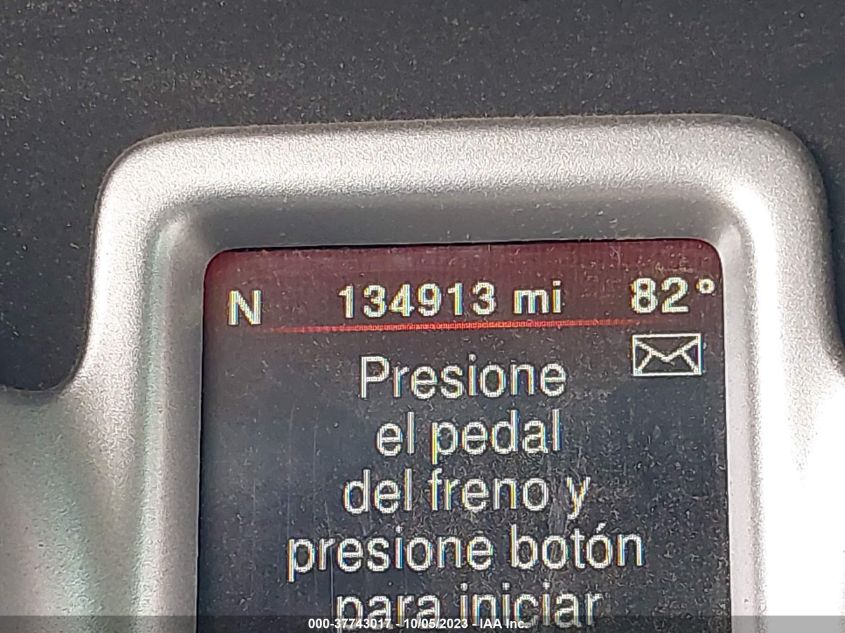 N 134913 mi 82°
Presione
el pedal
del freno y
presione botón
para iniciar
000-37743017 - 10/05/2023 - IAA Inc.